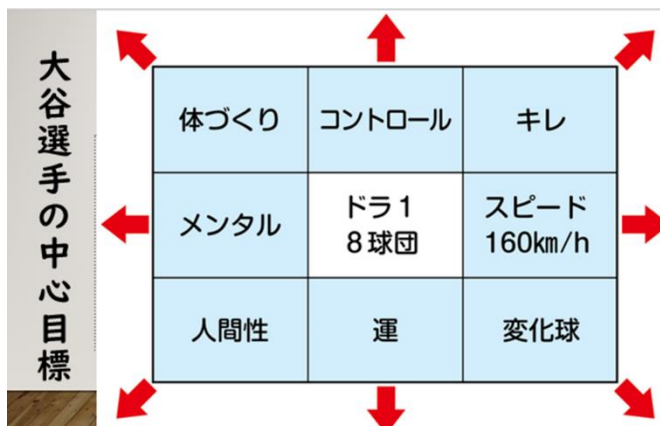 大谷選手の中心目標
体づくり
コントロール
キレ
メンタル
ドラ1
8球団
スピード
160km/h
人間性
運
変化球